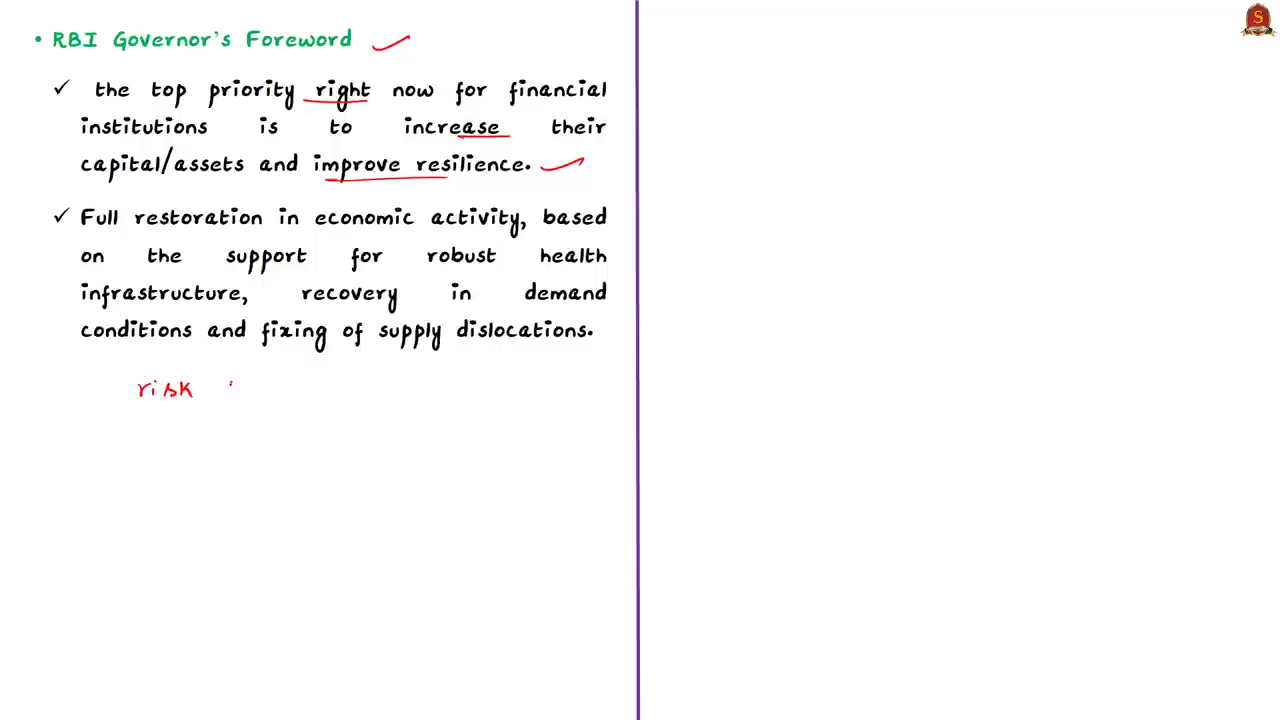 • RBI Governor's Foreword
✓ the top priority right now for financial
institutions is to increase their
capital/assets and improve resilience.
✓ Full restoration in economic activity, based
on the support for robust health
infrastructure, recovery in demand
conditions and fixing of supply dislocations.
risk
S